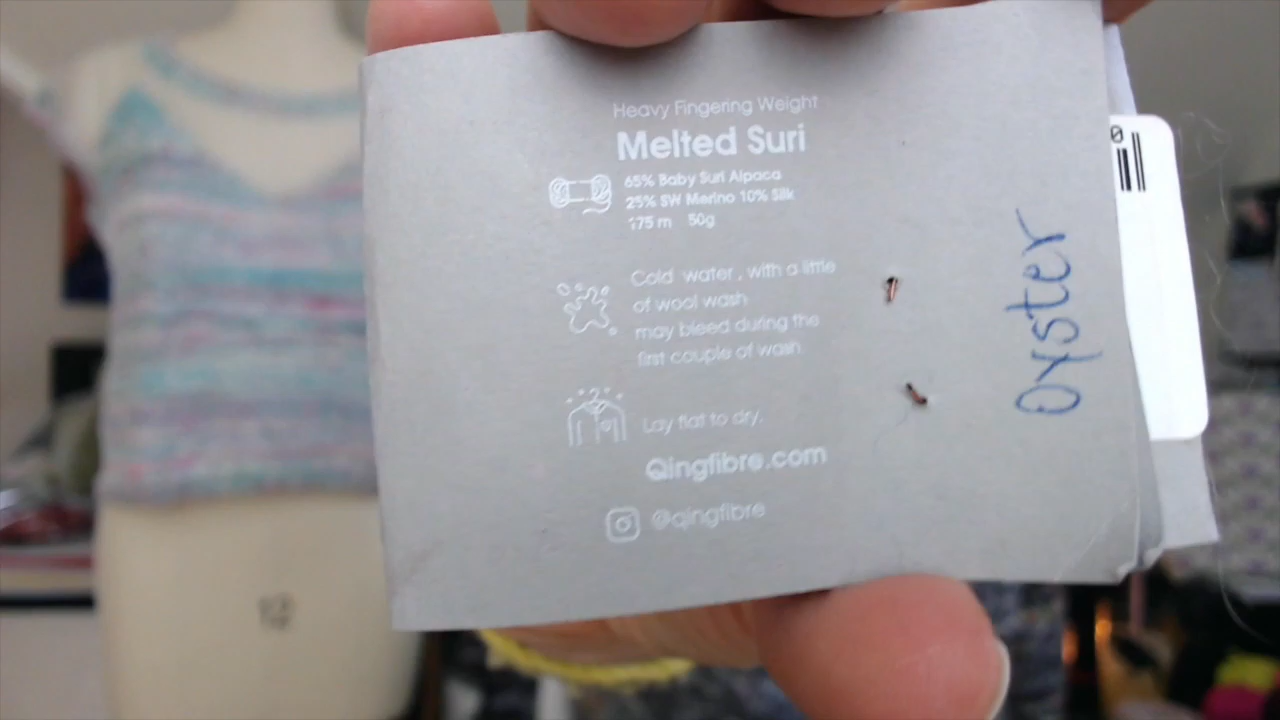 Heavy Fingering Weight
Melted Suri
65% Baby Suri Alpaca
25% SW Merino 10% Silk
175 m 50g
Cold water , with a little
of wool wash
may bleed during the
first couple of wash
Lay flat to dry.
Qingfibre.com
@qingfibre
Oyster
0
12